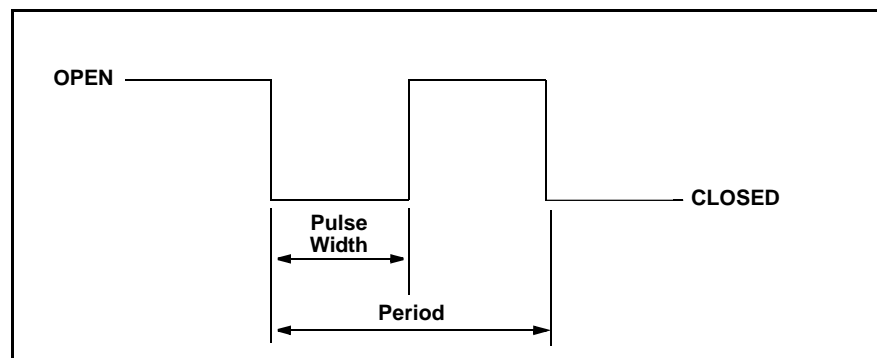 OPEN
CLOSED
Pulse
Width
Period